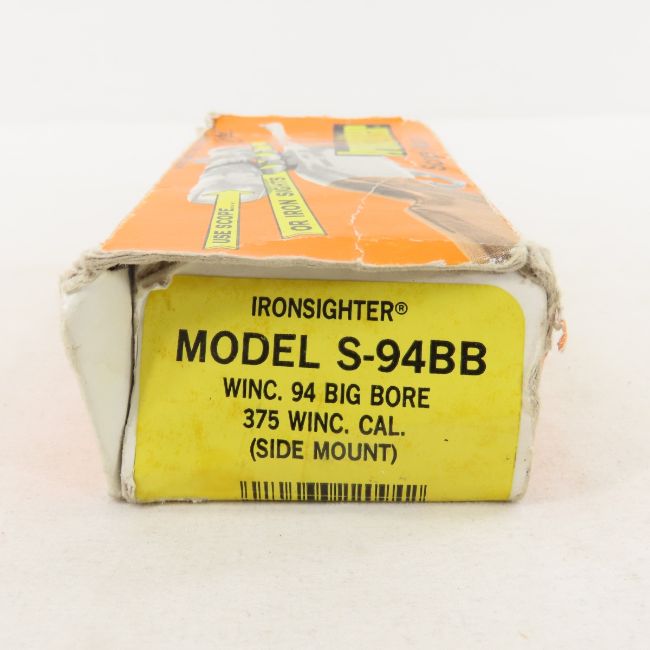 USE SCOPE...
OR IRON SIGHTS
IRONSIGHTER®
MODEL S-94BB
WINC. 94 BIG BORE
375 WINC. CAL.
(SIDE MOUNT)